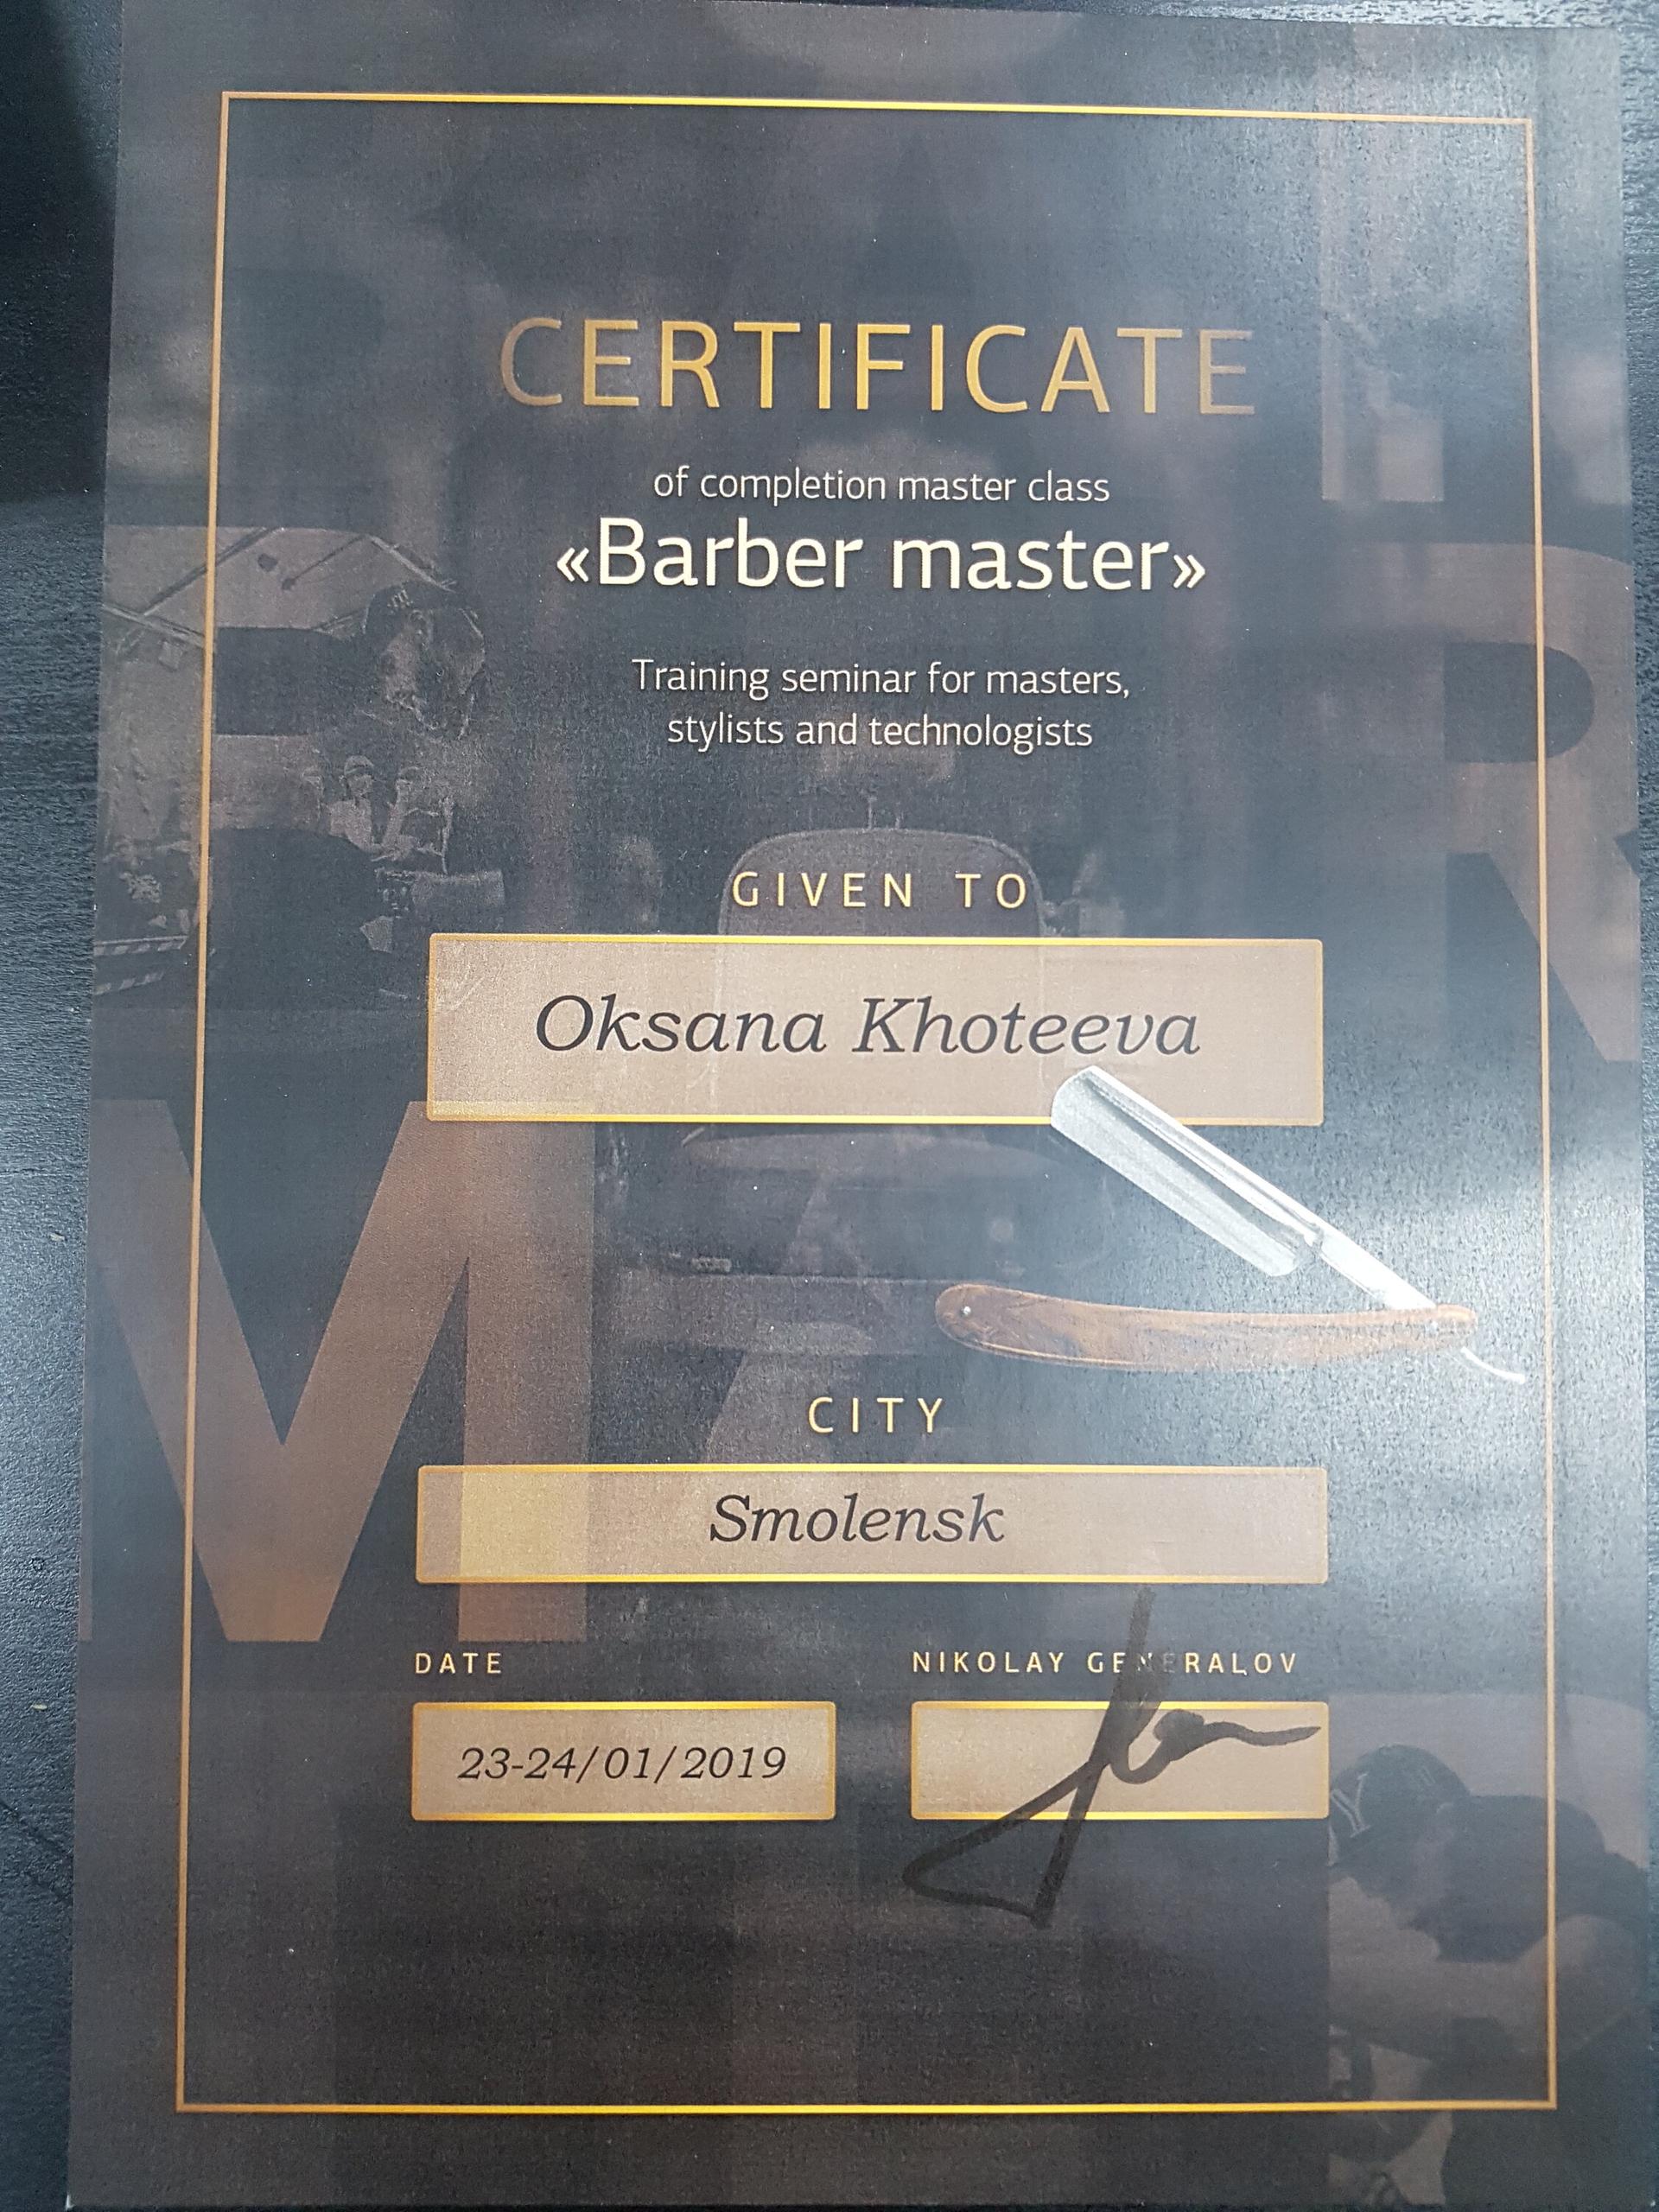 CERTIFICATE
of completion master class
«Barber master»
Training seminar for masters,
stylists and technologists
GIVEN TO
Oksana Khoteeva
CITY
Smolensk
DATE
NIKOLAY GENERALOV
23-24/01/2019